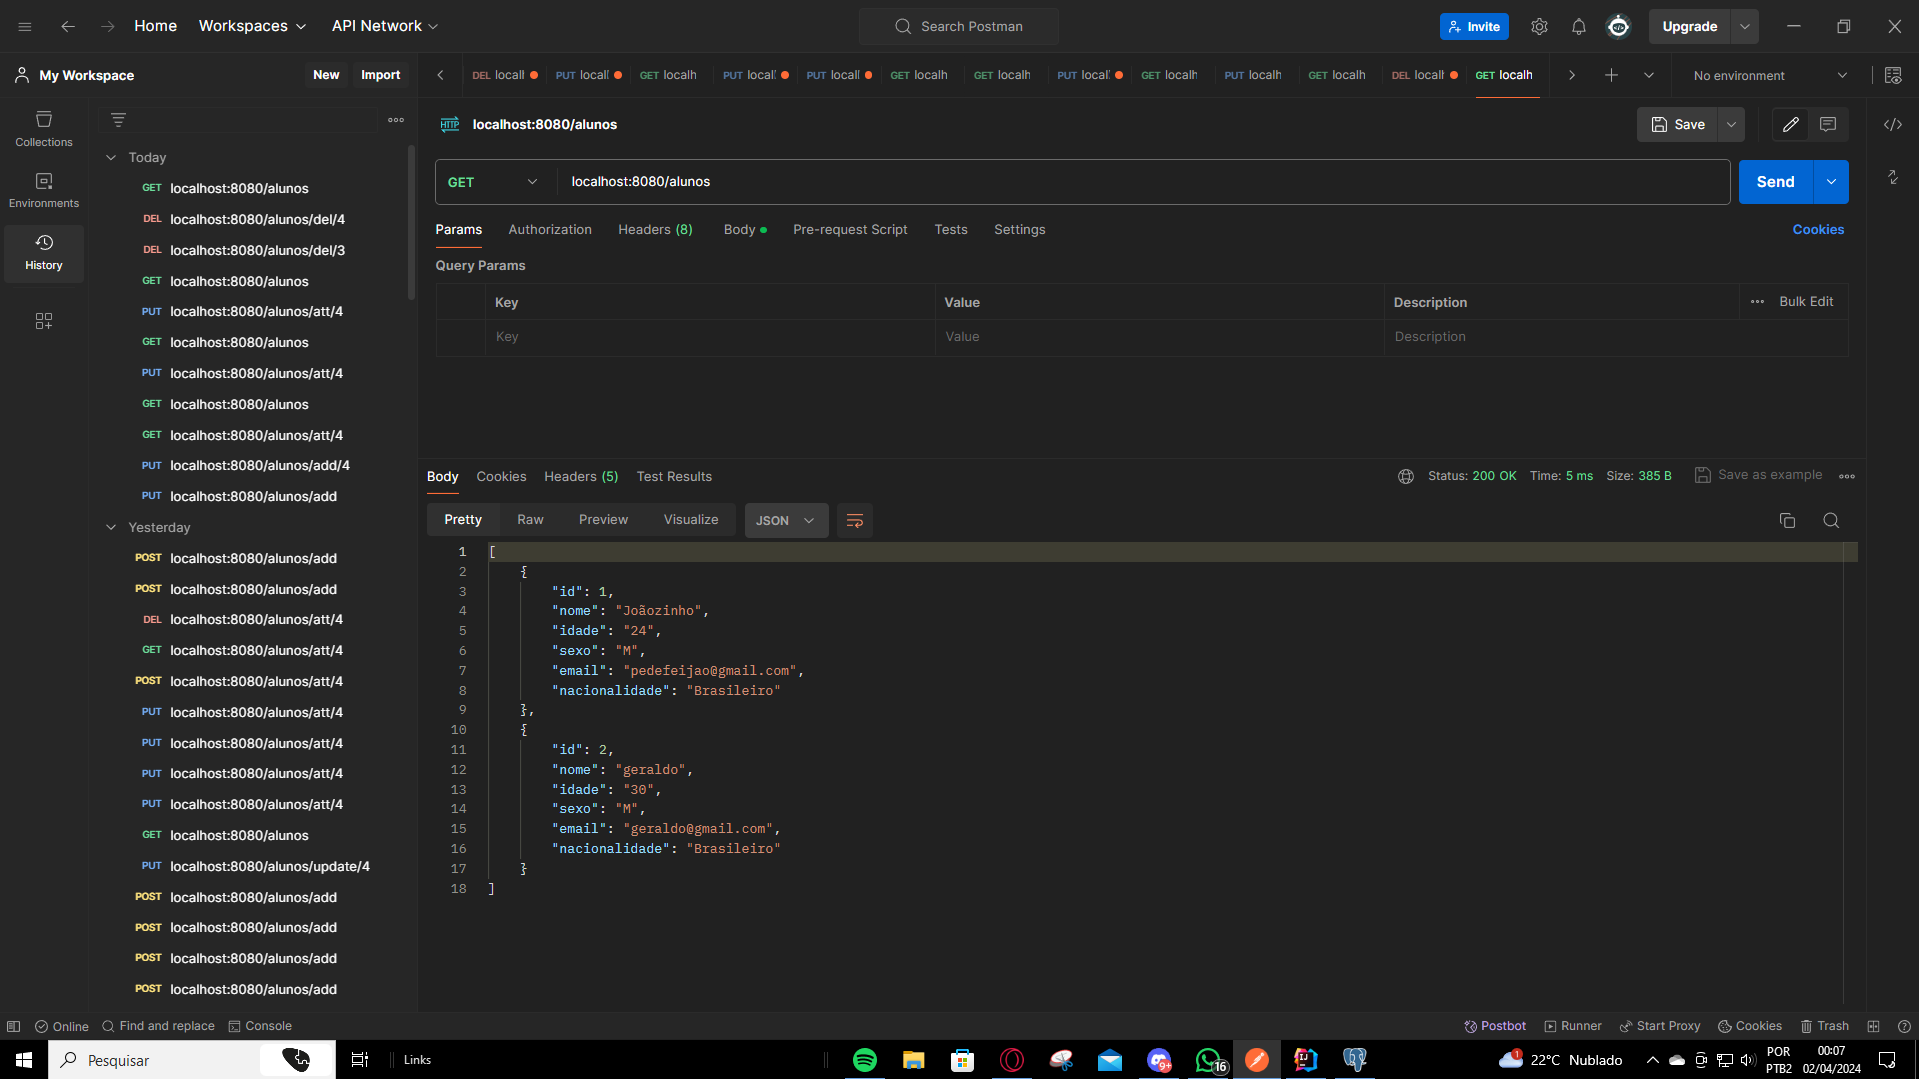 Home Workspaces API Network Search Postman Invite Upgrade
My Workspace New Import DEL locall PUT locall GET localh PUT local PUT locall GET localh GET localh PUT local GET localh PUT localh GET localh DEL localh GET localh No environment
Collections
Environments
History
Today
GET localhost:8080/alunos
DEL localhost:8080/alunos/del/4
DEL localhost:8080/alunos/del/3
GET localhost:8080/alunos
PUT localhost:8080/alunos/att/4
GET localhost:8080/alunos
PUT localhost:8080/alunos/att/4
GET localhost:8080/alunos
GET localhost:8080/alunos/att/4
PUT localhost:8080/alunos/add/4
PUT localhost:8080/alunos/add
Yesterday
POST localhost:8080/alunos/add
POST localhost:8080/alunos/add
DEL localhost:8080/alunos/att/4
GET localhost:8080/alunos/att/4
POST localhost:8080/alunos/att/4
PUT localhost:8080/alunos/att/4
PUT localhost:8080/alunos/att/4
PUT localhost:8080/alunos/att/4
PUT localhost:8080/alunos/att/4
GET localhost:8080/alunos
PUT localhost:8080/alunos/update/4
POST localhost:8080/alunos/add
POST localhost:8080/alunos/add
POST localhost:8080/alunos/add
POST localhost:8080/alunos/add
HTTP localhost:8080/alunos Save
GET localhost:8080/alunos Send
Params Authorization Headers (8) Body Pre-request Script Tests Settings Cookies
Query Params
Key Value Description Bulk Edit
Key Value Description
Body Cookies Headers (5) Test Results Status: 200 OK Time: 5 ms Size: 385 B Save as example
Pretty Raw Preview Visualize JSON
1 [
2 {
3 "id": 1,
4 "nome": "Joãozinho",
5 "idade": "24",
6 "sexo": "M",
7 "email": "pedefeijao@gmail.com",
8 "nacionalidade": "Brasileiro"
9 },
10 {
11 "id": 2,
12 "nome": "geraldo",
13 "idade": "30",
14 "sexo": "M",
15 "email": "geraldo@gmail.com",
16 "nacionalidade": "Brasileiro"
17 }
18 ]
Online Find and replace Console Postbot Runner Start Proxy Cookies Trash
Pesquisar Links 9+ 16 1 22°C Nublado POR PTB2 00:07 02/04/2024